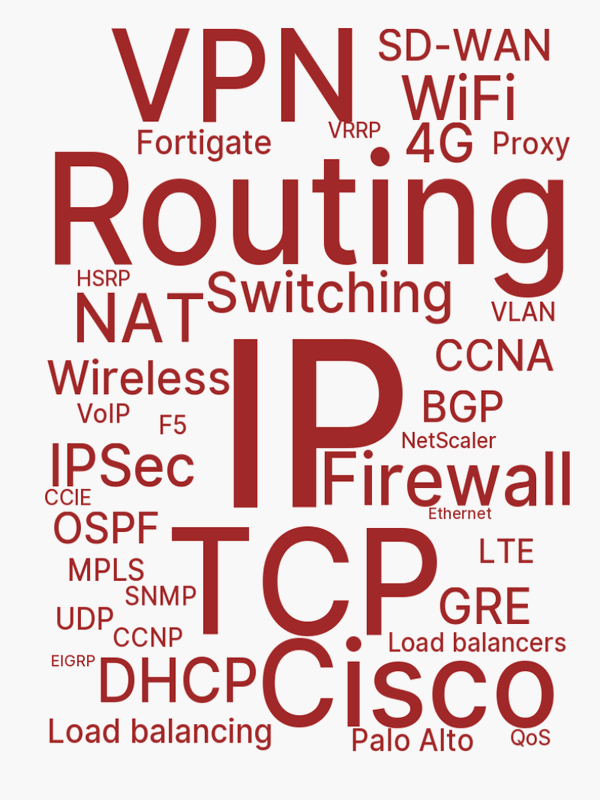 VPN
SD-WAN
WiFi
VRRP
Fortigate
4G
Proxy
Routing
HSRP
Switching
NAT
VLAN
CCNA
Wireless
IP
BGP
VoIP
F5
NetScaler
IPSec
Firewall
CCIE
Ethernet
OSPF
TCP
LTE
MPLS
SNMP
GRE
UDP
CCNP
Load balancers
EIGRP
DHCP
Cisco
Load balancing
Palo Alto
QoS